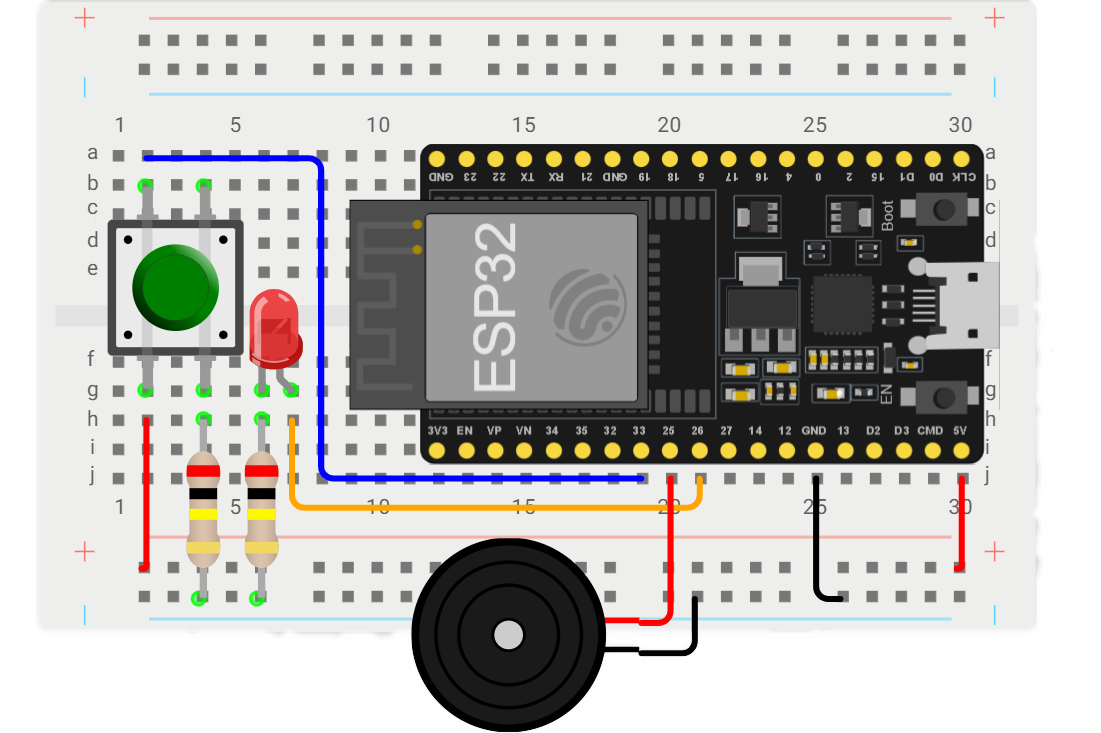 + +
1 5 10 15 20 25 30
a a
GND 23 22 TX RX 21 GND 19 18 5 17 16 4 0 2 15 D1 D0 CLK
b b
c Boot c
d d
e e
ESP32
f f
g EN g
h h
3V3 EN VP VN 34 35 32 33 25 26 27 14 12 GND 13 D2 D3 CMD 5V
i i
j j
1 5 10 20 25 30
+ +